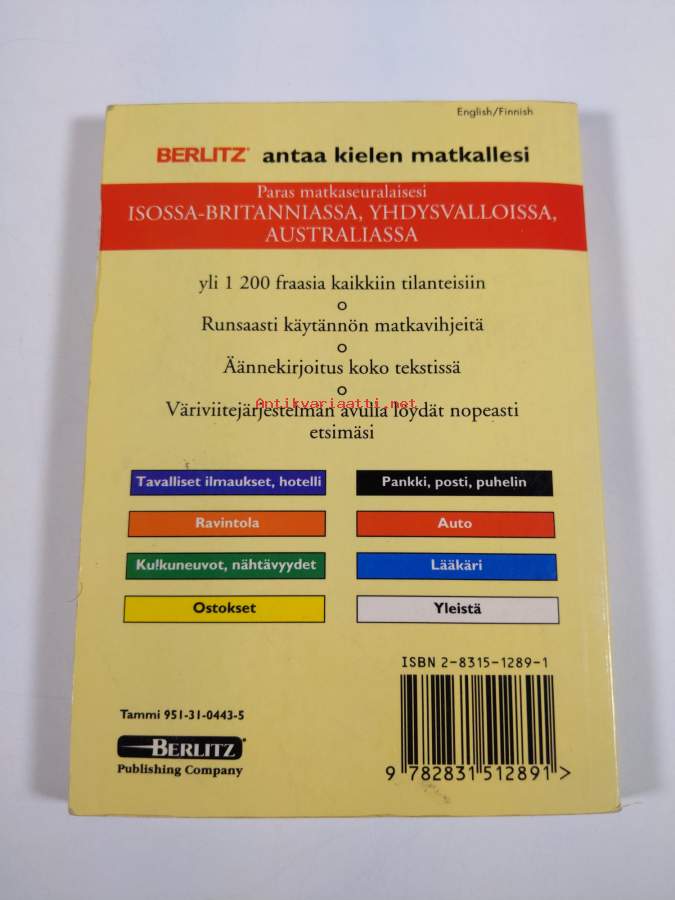 English/Finnish
BERLITZ® antaa kielen matkallesi
Paras matkaseuralaisesi
ISOSSA-BRITANNIASSA, YHDYSVALLOISSA,
AUSTRALIASSA
yli 1 200 fraasia kaikkiin tilanteisiin
Runsaasti käytännön matkavihjeitä
Äännekirjoitus koko tekstissä
Antikvariaatti.net
Väriviitejärjestelmän avulla löydät nopeasti
etsimäsi
Tavalliset ilmaukset, hotelli
Pankki, posti, puhelin
Ravintola
Auto
Kulkuneuvot, nähtävyydet
Lääkäri
Ostokset
Yleistä
ISBN 2-8315-1289-1
Tammi 951-31-0443-5
BERLITZ
Publishing Company
9 782831 512891 >